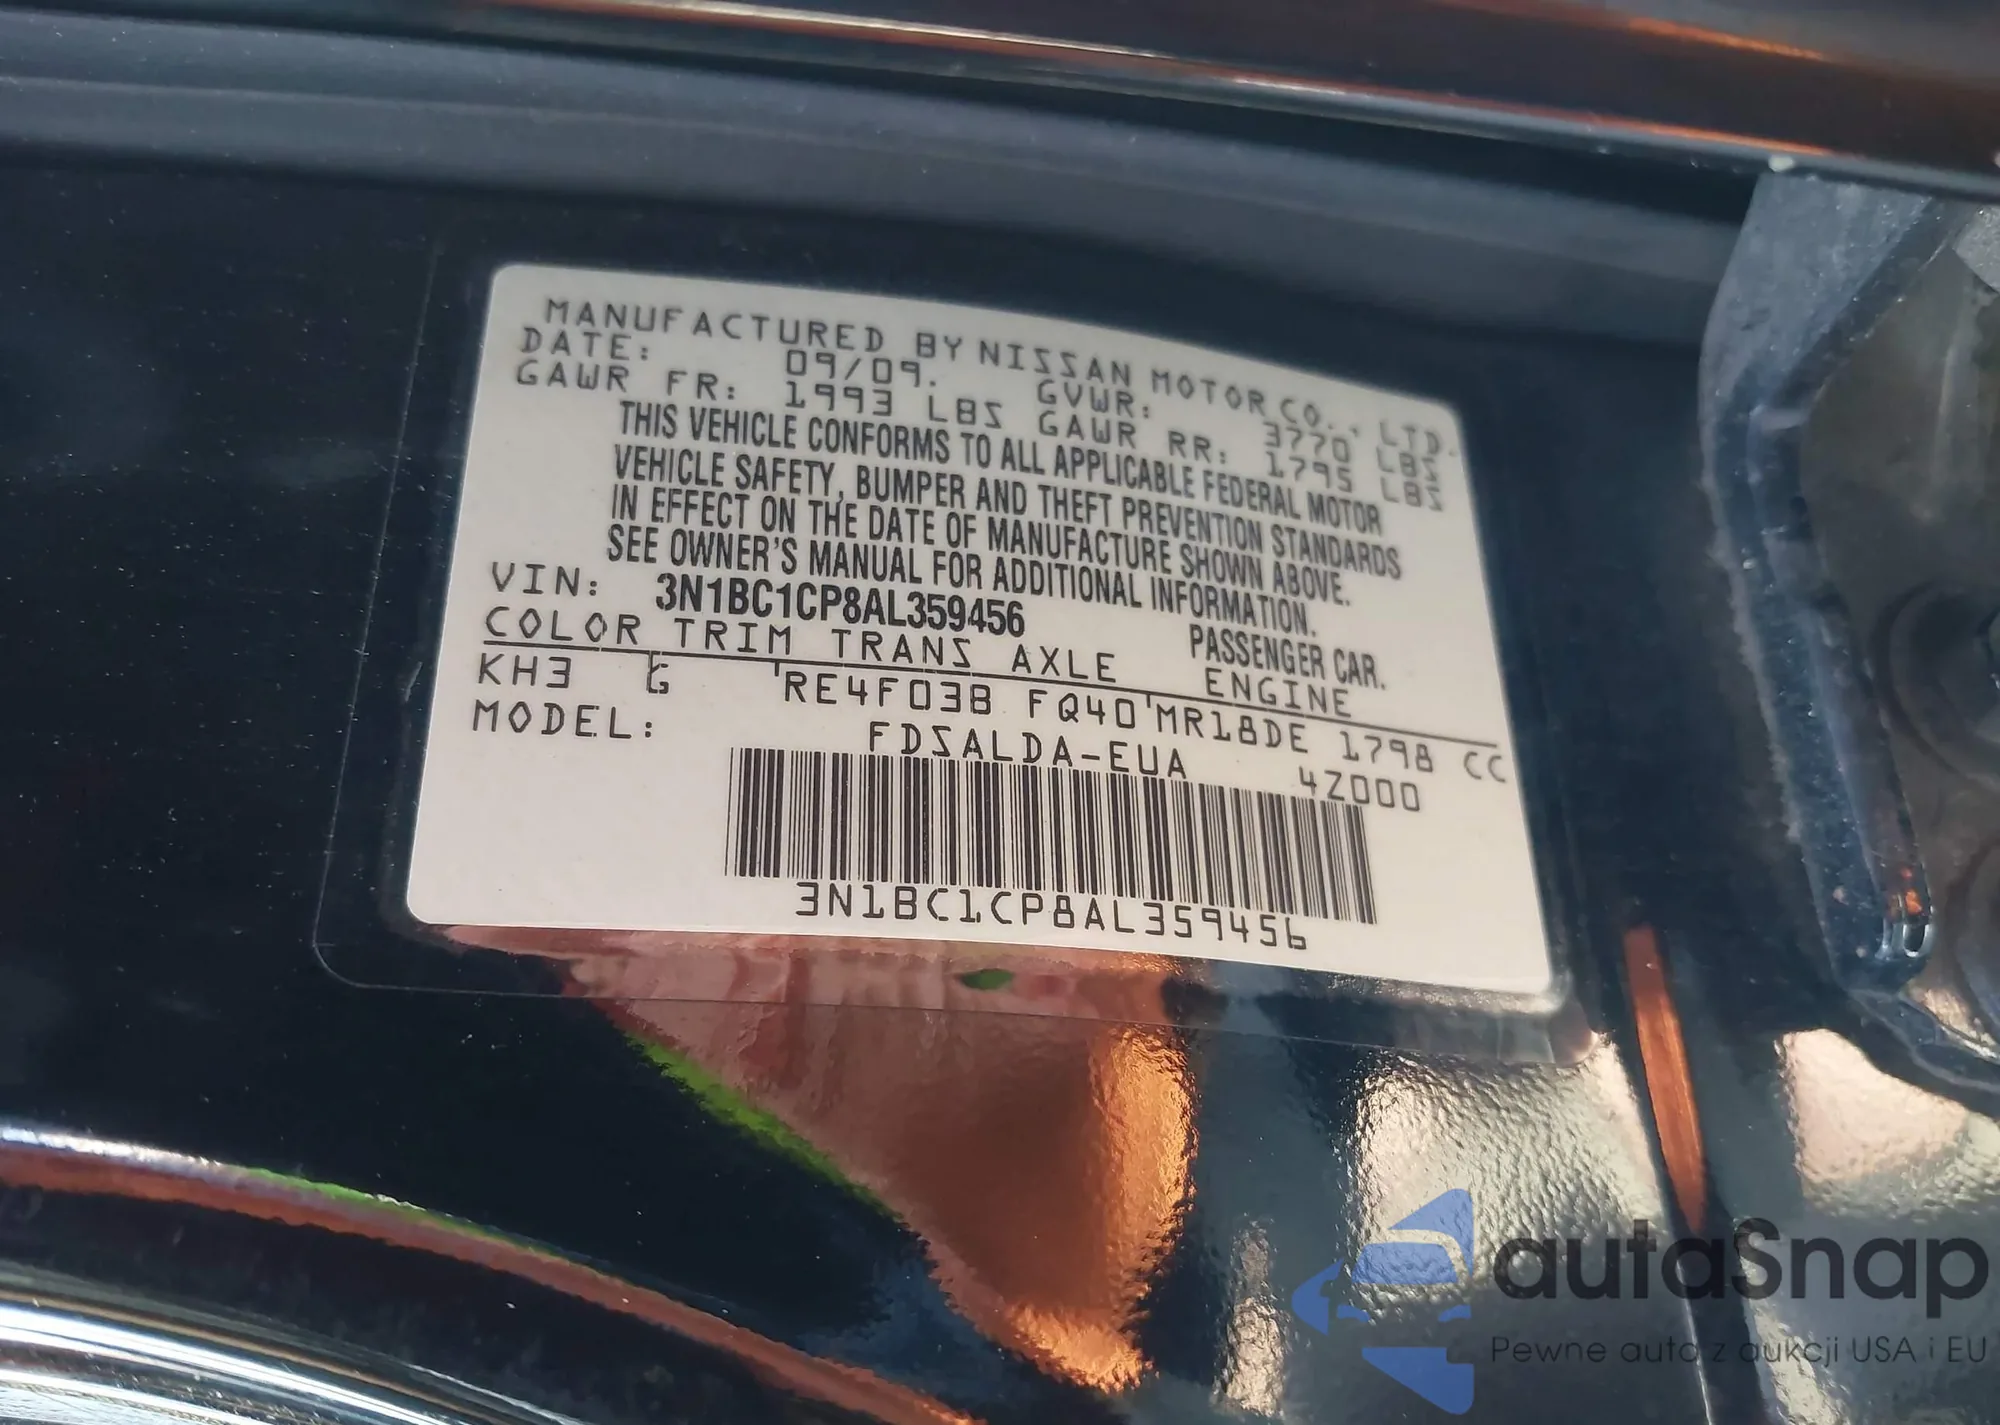 MANUFACTURED BY NISSAN MOTOR CO., LTD.
DATE: 09/09. GVWR: 3770 LBS
GAWR FR: 1993 LBS GAWR RR: 1795 LBS
THIS VEHICLE CONFORMS TO ALL APPLICABLE FEDERAL MOTOR
VEHICLE SAFETY, BUMPER AND THEFT PREVENTION STANDARDS
IN EFFECT ON THE DATE OF MANUFACTURE SHOWN ABOVE.
SEE OWNER'S MANUAL FOR ADDITIONAL INFORMATION.
VIN: 3N1BC1CP8AL359456 PASSENGER CAR.
COLOR TRIM TRANS AXLE ENGINE
KH3 G RE4F03B FQ40 MR18DE 1798 CC
MODEL: FDSALDA-EUA 4Z000
3N1BC1CP8AL359456
autaSnap
Pewne auta z aukcji USA i EU